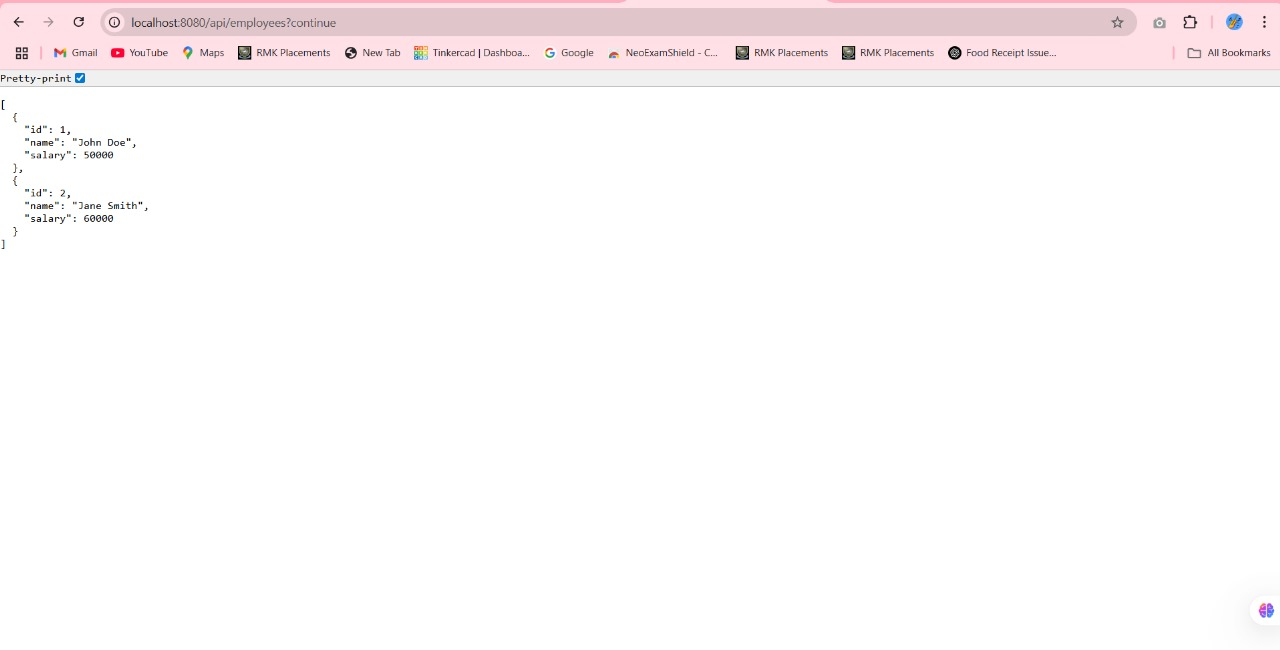 localhost:8080/api/employees?continue
Gmail YouTube Maps RMK Placements New Tab Tinkercad | Dashboa... Google NeoExamShield - C... RMK Placements RMK Placements Food Receipt Issue... All Bookmarks
Pretty-print
[
  {
    "id": 1,
    "name": "John Doe",
    "salary": 50000
  },
  {
    "id": 2,
    "name": "Jane Smith",
    "salary": 60000
  }
]